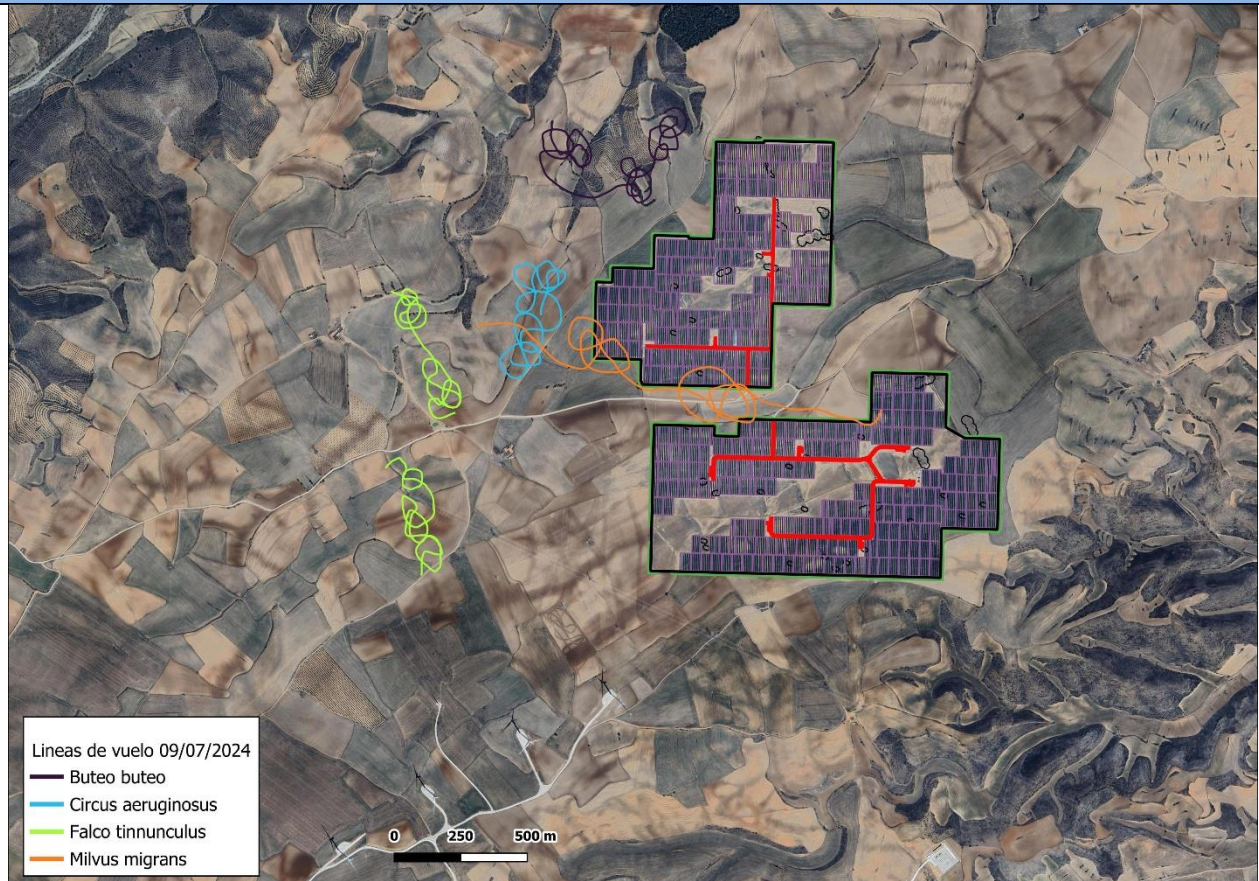 Lineas de vuelo 09/07/2024
Buteo buteo
Circus aeruginosus
Falco tinnunculus
Milvus migrans
0 250 500 m